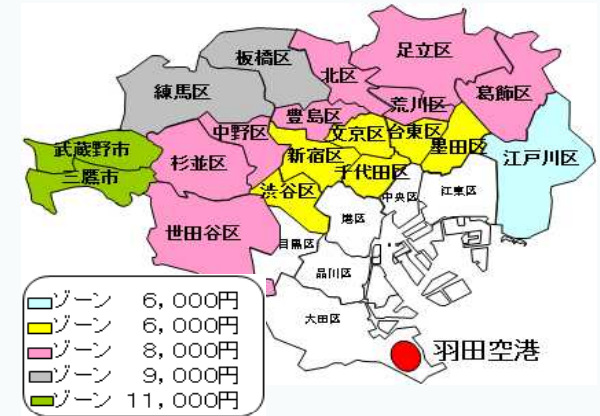 足立区
板橋区
北区
葛飾区
練馬区
荒川区
豊島区
中野区
文京区
台東区
武蔵野市
杉並区
新宿区
墨田区
江戸川区
三鷹市
千代田区
渋谷区
中央区
江東区
港区
世田谷区
目黒区
品川区
大田区
羽田空港
ゾーン 6,000円
ゾーン 6,000円
ゾーン 8,000円
ゾーン 9,000円
ゾーン 11,000円